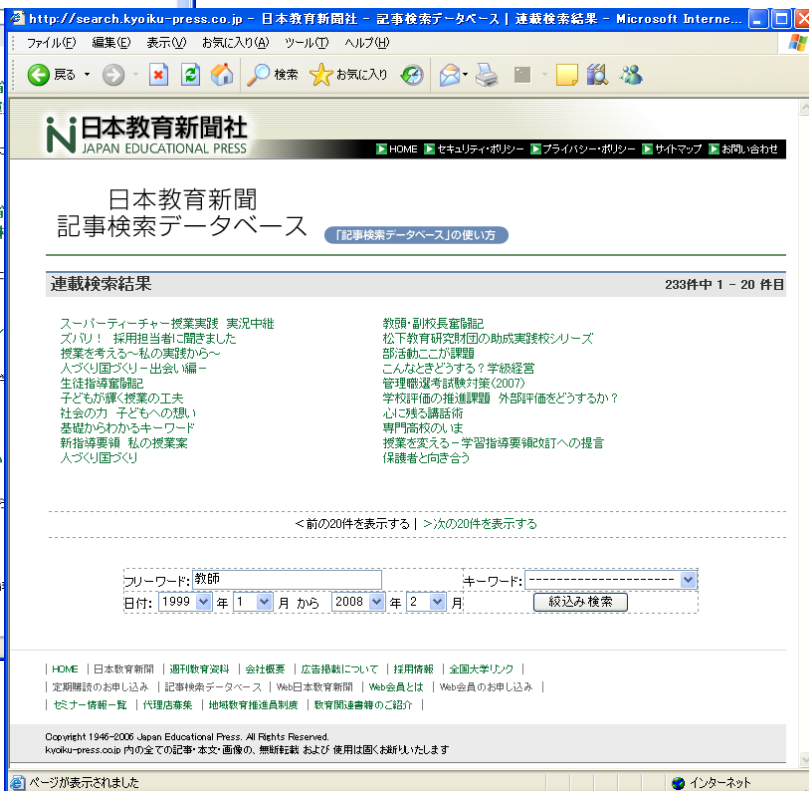 http://search.kyoiku-press.co.jp - 日本教育新聞社 - 記事検索データベース | 連載検索結果 - Microsoft Interne...
ファイル(F) 編集(E) 表示(V) お気に入り(A) ツール(T) ヘルプ(H)
戻る 検索 お気に入り
日本教育新聞社
JAPAN EDUCATIONAL PRESS
HOME セキュリティ・ポリシー プライバシー・ポリシー サイトマップ お問い合わせ
日本教育新聞
記事検索データベース 「記事検索データベース」の使い方
連載検索結果 233件中 1 - 20 件目
スーパーティーチャー授業実践 実況中継 教頭・副校長奮闘記
ズバリ! 採用担当者に聞きました 松下教育研究財団の助成実践校シリーズ
授業を考える~私の実践から~ 部活動ここが課題
人づくり国づくり-出会い編- こんなときどうする?学級経営
生徒指導奮闘記 管理職選考試験対策(2007)
子どもが輝く授業の工夫 学校評価の推進課題 外部評価をどうするか?
社会の力 子どもへの想い 心に残る講話術
基礎からわかるキーワード 専門高校のいま
新指導要領 私の授業案 授業を変える-学習指導要領改訂への提言
人づくり国づくり 保護者と向き合う
<前の20件を表示する | >次の20件を表示する
フリーワード: 教師 キーワード: ----------------------
日付: 1999 年 1 月 から 2008 年 2 月 絞込み検索
| HOME | 日本教育新聞 | 週刊教育資料 | 会社概要 | 広告掲載について | 採用情報 | 全国大学リンク |
| 定期購読のお申し込み | 記事検索データベース | Web日本教育新聞 | Web会員とは | Web会員のお申し込み |
| セミナー情報一覧 | 代理店募集 | 地域教育推進員制度 | 教育関連書籍のご紹介 |
Copyright 1946-2006 Japan Educational Press. All Rights Reserved.
kyoiku-press.co.jp 内の全ての記事・本文・画像の、無断転載 および 使用は固くお断りいたします
ページが表示されました インターネット